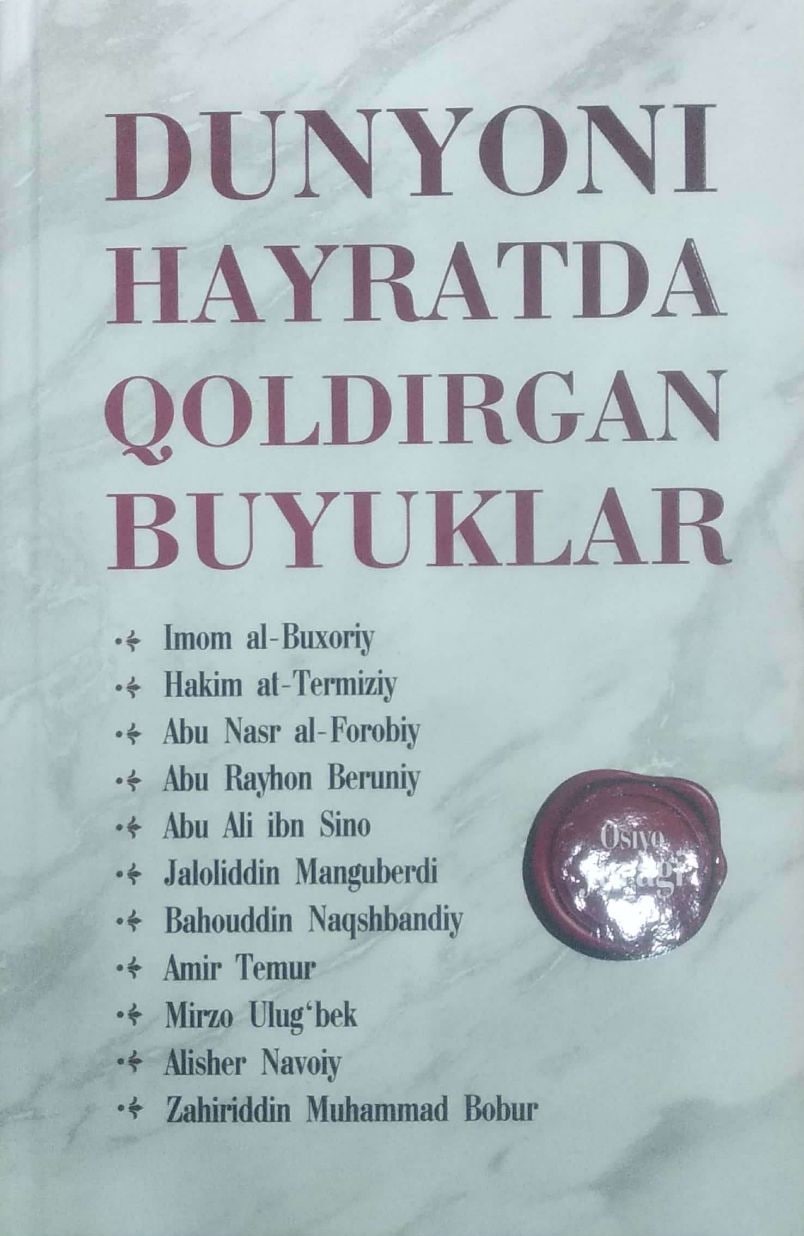 DUNYONI
HAYRATDA
QOLDIRGAN
BUYUKLAR
Imom al-Buxoriy
Hakim at-Termiziy
Abu Nasr al-Forobiy
Abu Rayhon Beruniy
Abu Ali ibn Sino
Jaloliddin Manguberdi
Bahouddin Naqshbandiy
Amir Temur
Mirzo Ulug‘bek
Alisher Navoiy
Zahiriddin Muhammad Bobur
Osiyo